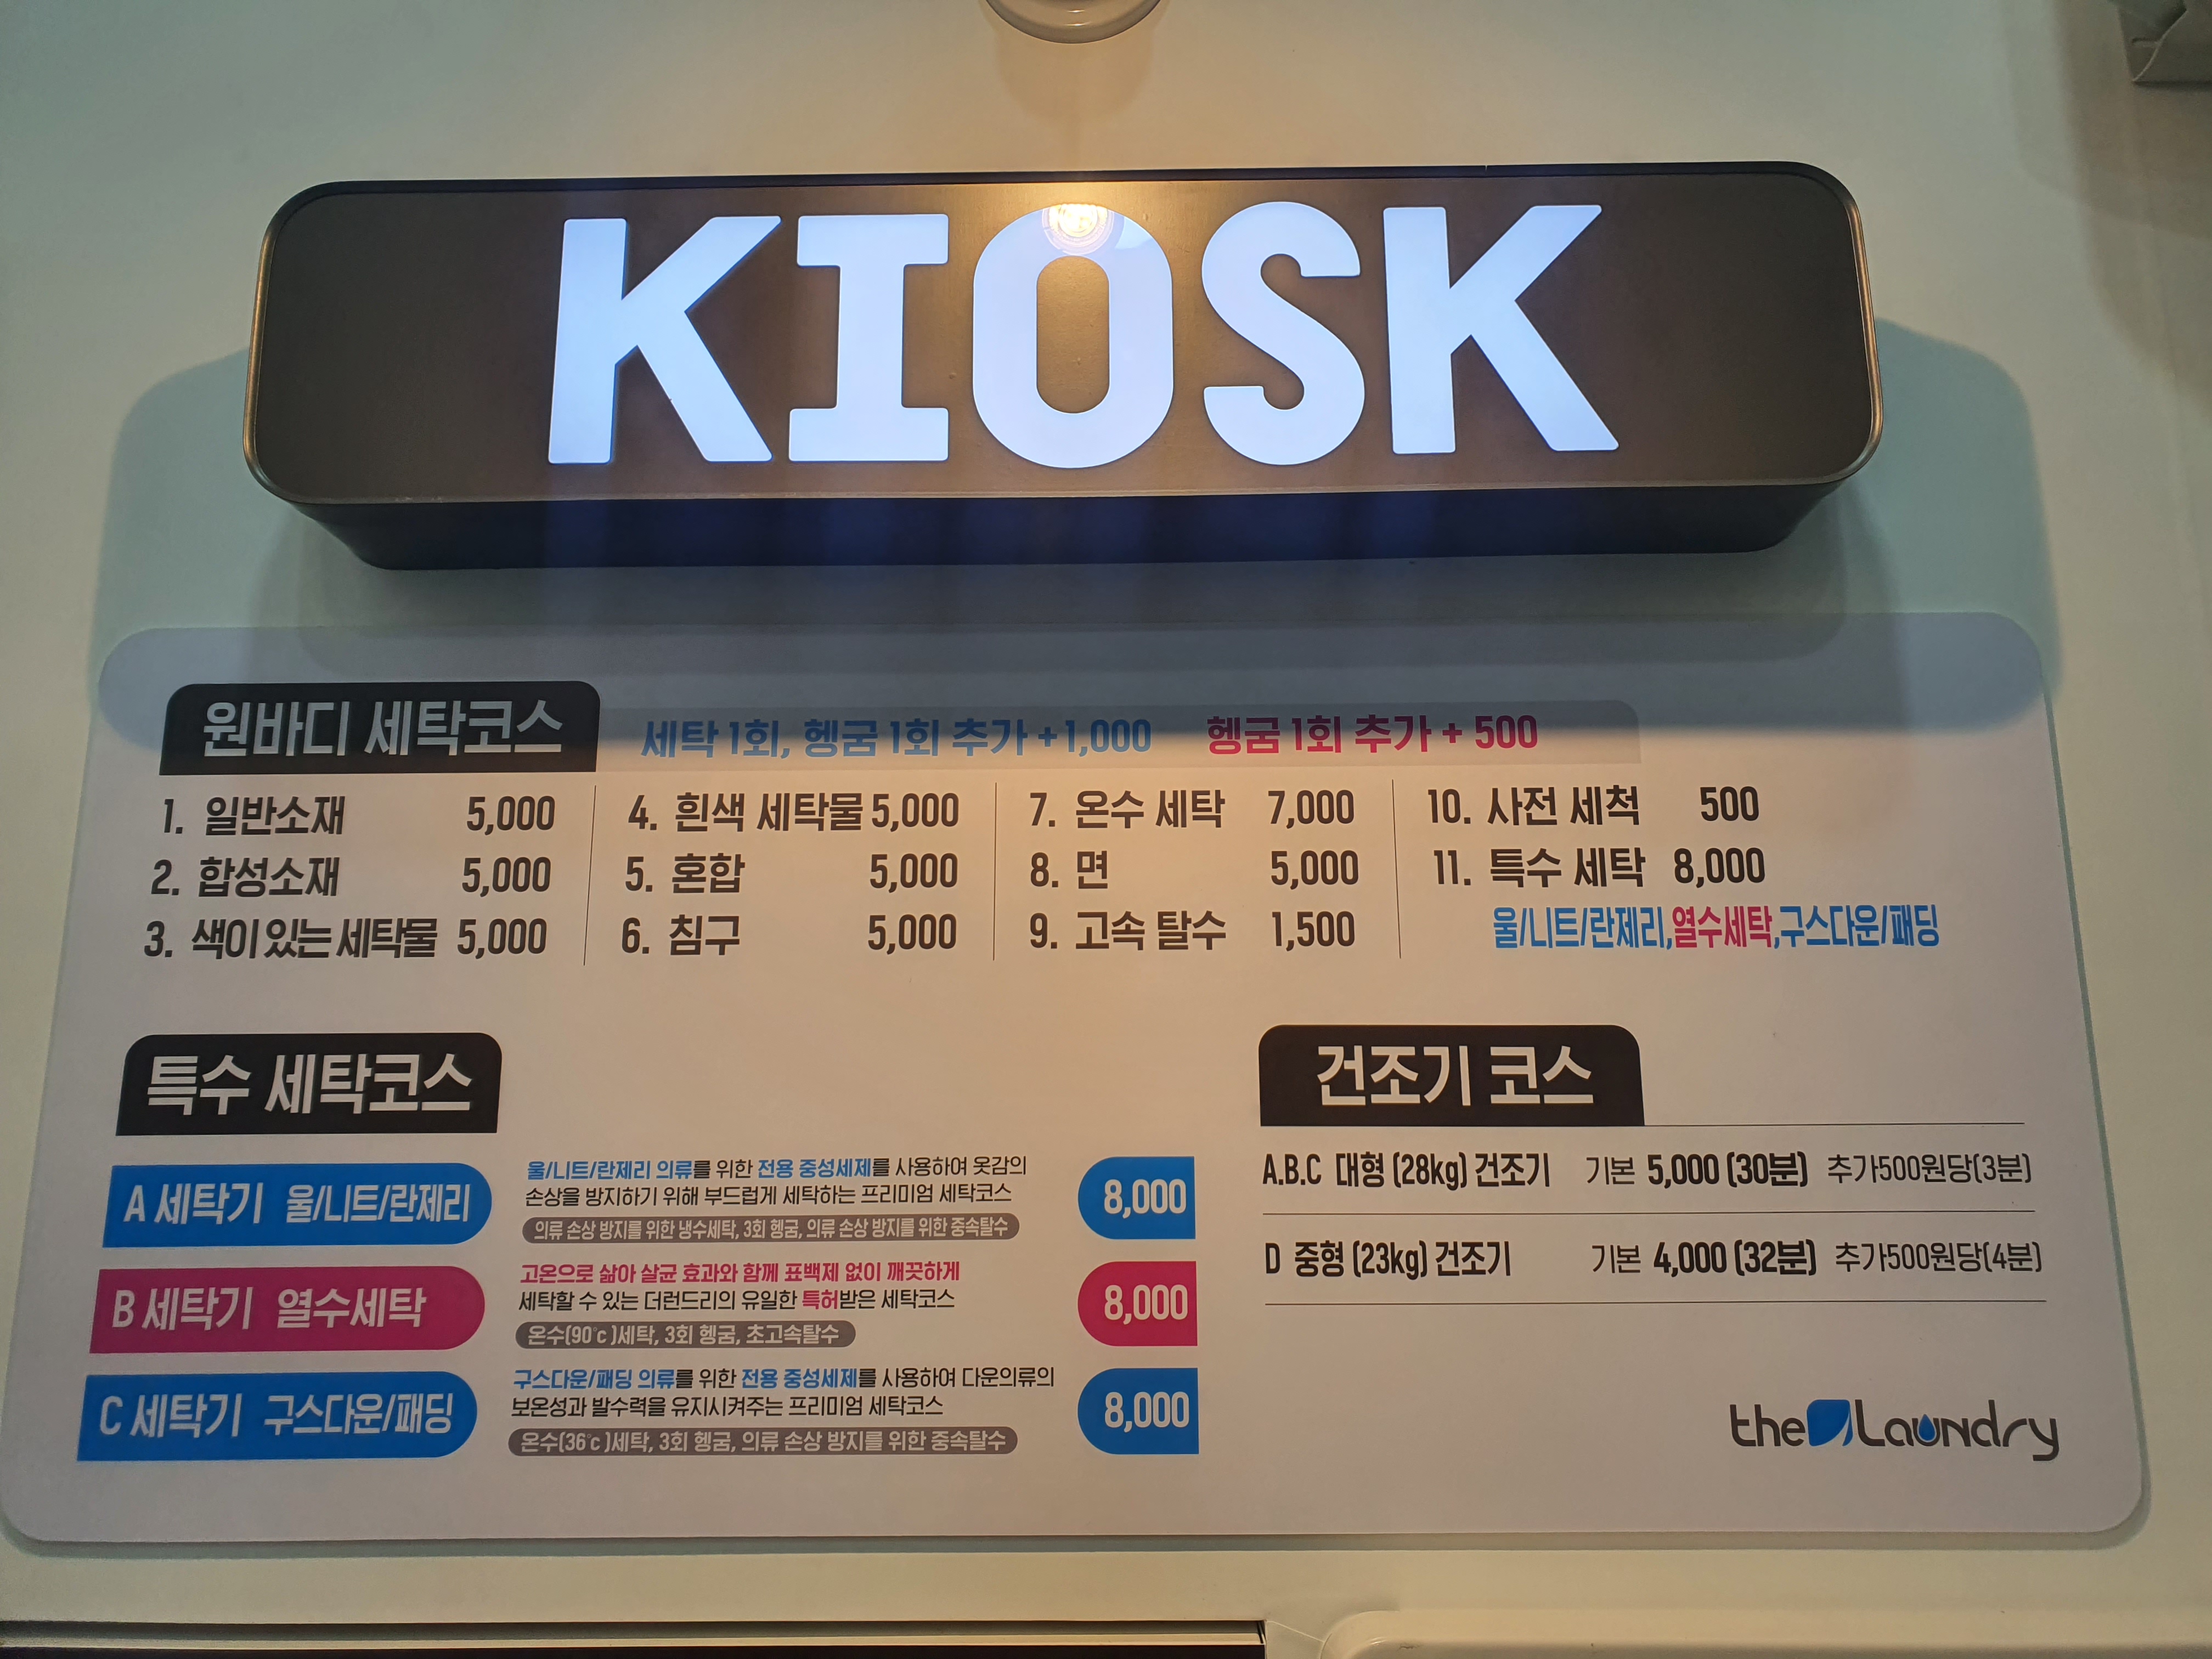 KIOSK
원바디 세탁코스
세탁 1회, 헹굼 1회 추가 +1,000 헹굼 1회 추가 + 500
1. 일반소재 5,000
2. 합성소재 5,000
3. 색이 있는 세탁물 5,000
4. 흰색 세탁물 5,000
5. 혼합 5,000
6. 침구 5,000
7. 온수 세탁 7,000
8. 면 5,000
9. 고속 탈수 1,500
10. 사전 세척 500
11. 특수 세탁 8,000
울/니트/란제리,열수세탁,구스다운/패딩
특수 세탁코스
A 세탁기 울/니트/란제리
울/니트/란제리 의류를 위한 전용 중성세제를 사용하여 옷감의
손상을 방지하기 위해 부드럽게 세탁하는 프리미엄 세탁코스
의류 손상 방지를 위한 냉수세탁, 3회 헹굼, 의류 손상 방지를 위한 중속탈수
8,000
B 세탁기 열수세탁
고온으로 삶아 살균 효과와 함께 표백제 없이 깨끗하게
세탁할 수 있는 더런드리의 유일한 특허받은 세탁코스
온수(90℃)세탁, 3회 헹굼, 초고속탈수
8,000
C 세탁기 구스다운/패딩
구스다운/패딩 의류를 위한 전용 중성세제를 사용하여 다운의류의
보온성과 발수력을 유지시켜주는 프리미엄 세탁코스
온수(36℃)세탁, 3회 헹굼, 의류 손상 방지를 위한 중속탈수
8,000
건조기 코스
A.B.C 대형 (28kg) 건조기 기본 5,000 (30분) 추가500원당(3분)
D 중형 (23kg) 건조기 기본 4,000 (32분) 추가500원당(4분)
the Laundry